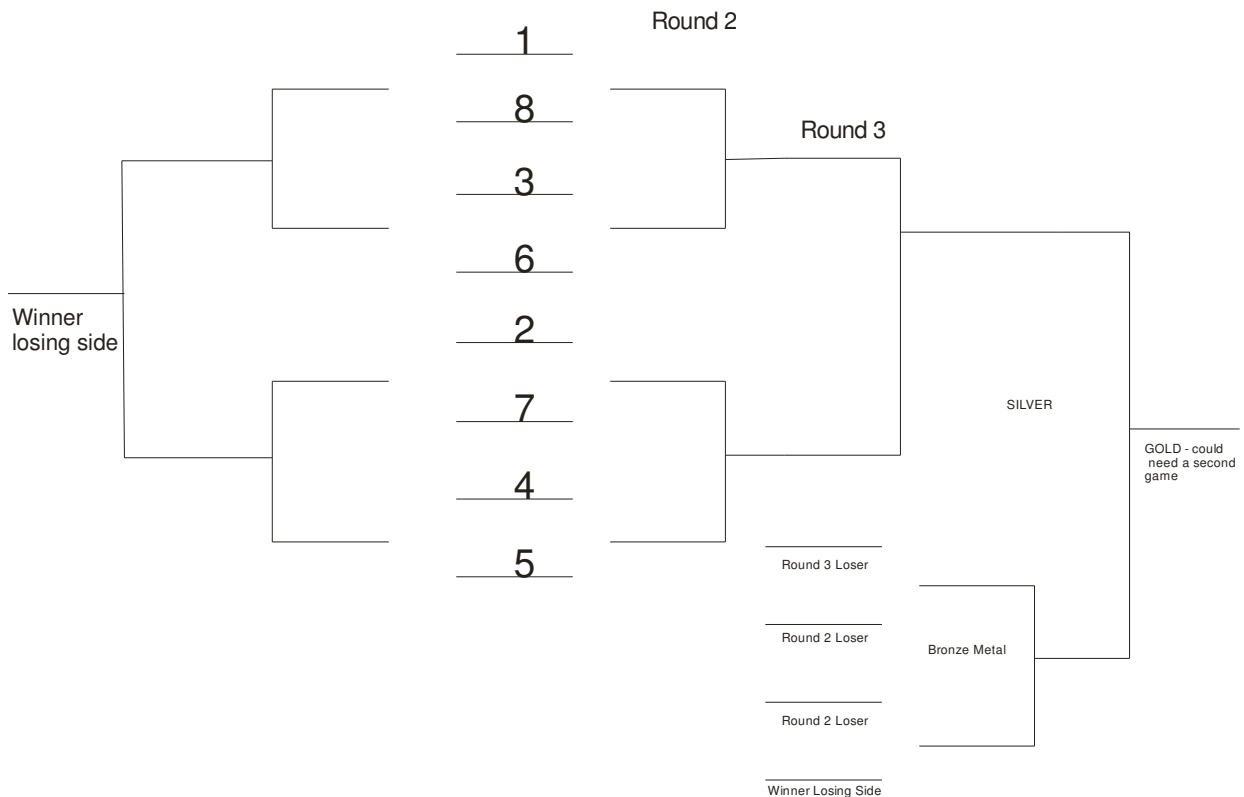 Round 2
1
8
Round 3
3
6
2
Winner
losing side
7
SILVER
4
GOLD - could
need a second
game
5
Round 3 Loser
Round 2 Loser
Bronze Metal
Round 2 Loser
Winner Losing Side